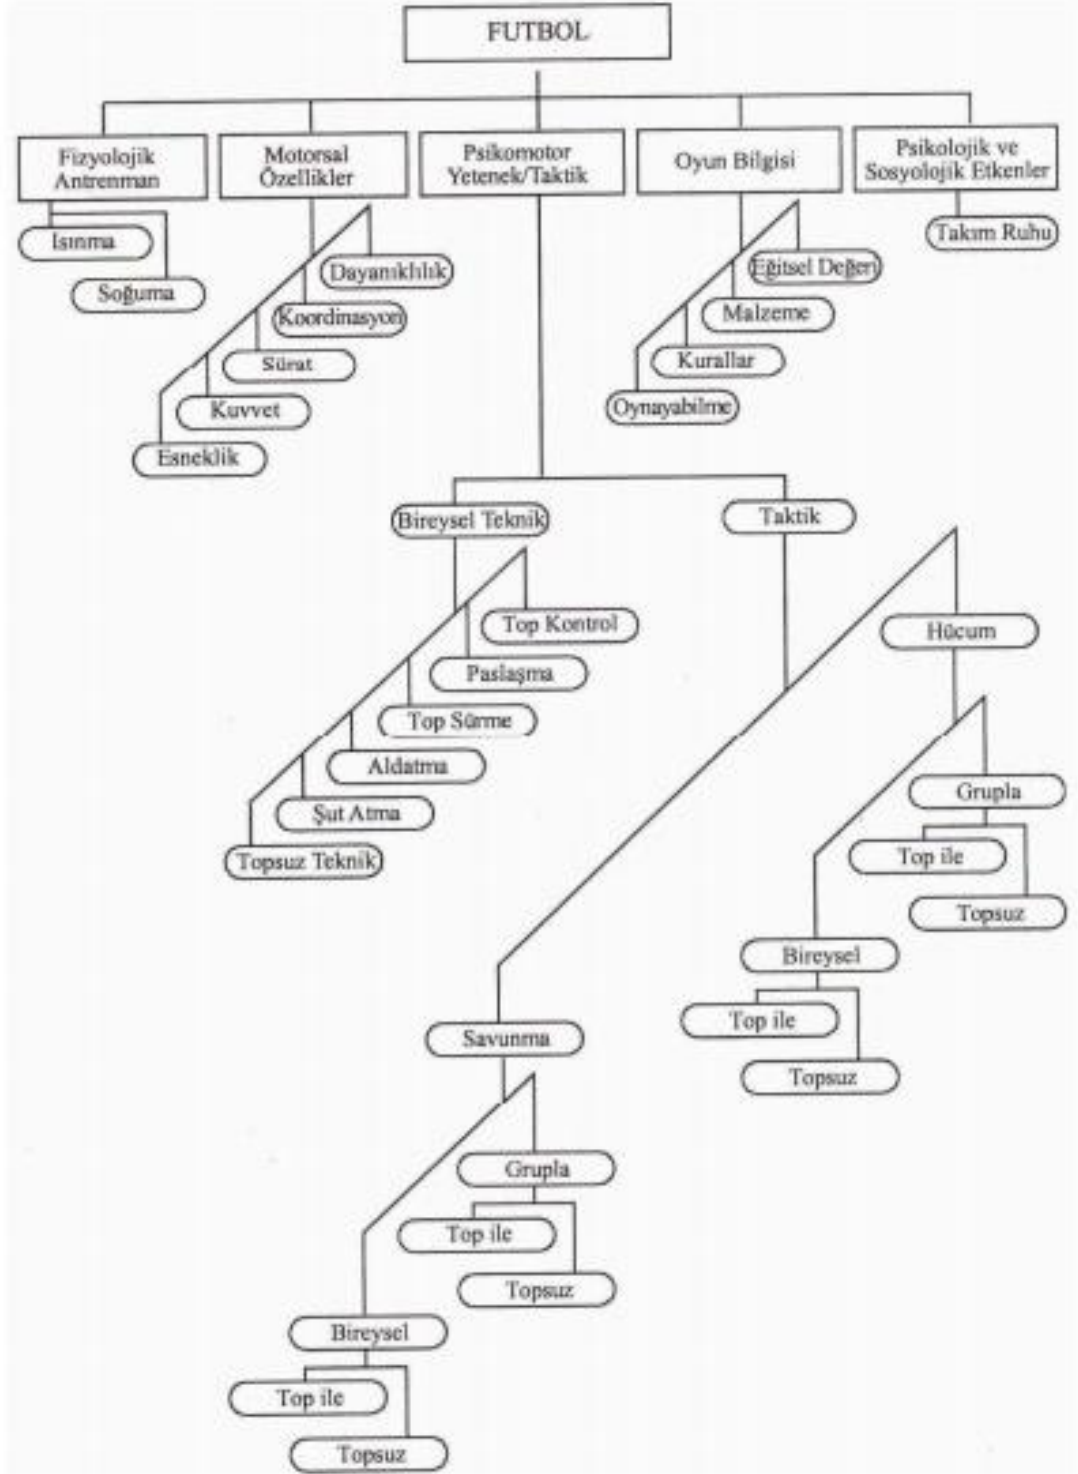 FUTBOL
Fizyolojik
Antrenman
Motorsal
Özellikler
Psikomotor
Yetenek/Taktik
Oyun Bilgisi
Psikolojik ve
Sosyolojik Etkenler
Isınma
Soğuma
Dayanıklılık
Koordinasyon
Sürat
Kuvvet
Esneklik
Eğitsel Değeri
Malzeme
Kurallar
Oynayabilme
Takım Ruhu
Bireysel Teknik
Taktik
Top Kontrol
Paslaşma
Top Sürme
Aldatma
Şut Atma
Topsuz Teknik
Hücum
Grupla
Top ile
Topsuz
Bireysel
Top ile
Topsuz
Savunma
Grupla
Top ile
Topsuz
Bireysel
Top ile
Topsuz